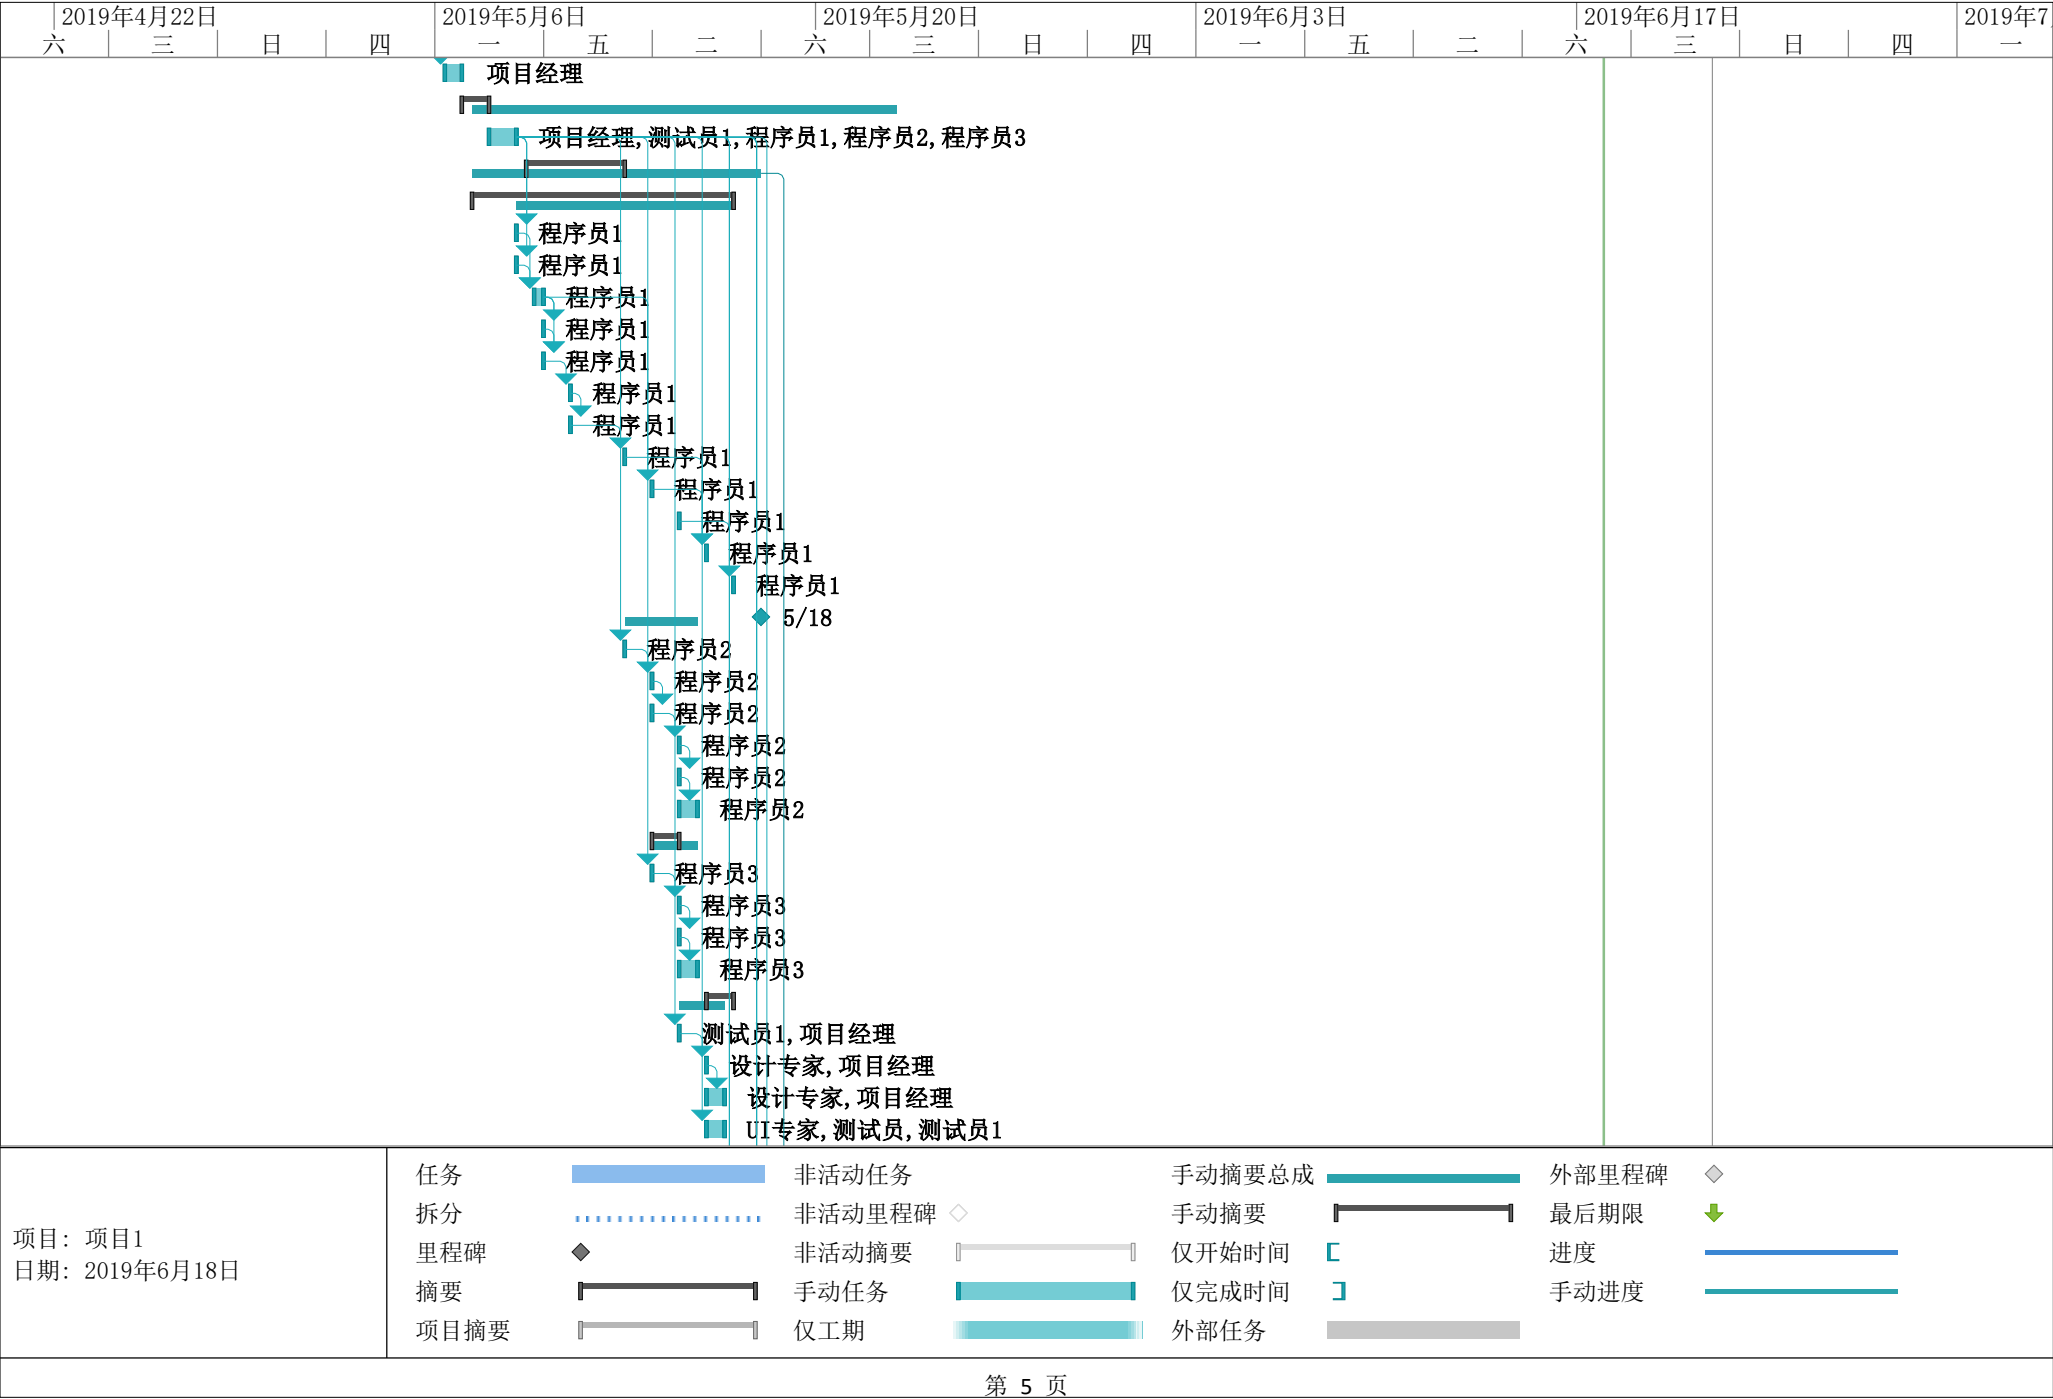 2019年4月22日 2019年5月6日 2019年5月20日 2019年6月3日 2019年6月17日 2019年7
六 三 日 四 一 五 二 六 三 日 四 一 五 二 六 三 日 四 一
项目经理
项目经理,测试员1,程序员1,程序员2,程序员3
程序员1
程序员1
程序员1
程序员1
程序员1
程序员1
程序员1
程序员1
程序员1
程序员1
程序员1
程序员1
5/18
程序员2
程序员2
程序员2
程序员2
程序员2
程序员2
程序员3
程序员3
程序员3
程序员3
测试员1,项目经理
设计专家,项目经理
设计专家,项目经理
UI专家,测试员,测试员1
项目: 项目1
日期: 2019年6月18日
任务 非活动任务 手动摘要总成 外部里程碑
拆分 非活动里程碑 手动摘要 最后期限
里程碑 非活动摘要 仅开始时间 进度
摘要 手动任务 仅完成时间 手动进度
项目摘要 仅工期 外部任务
第 5 页